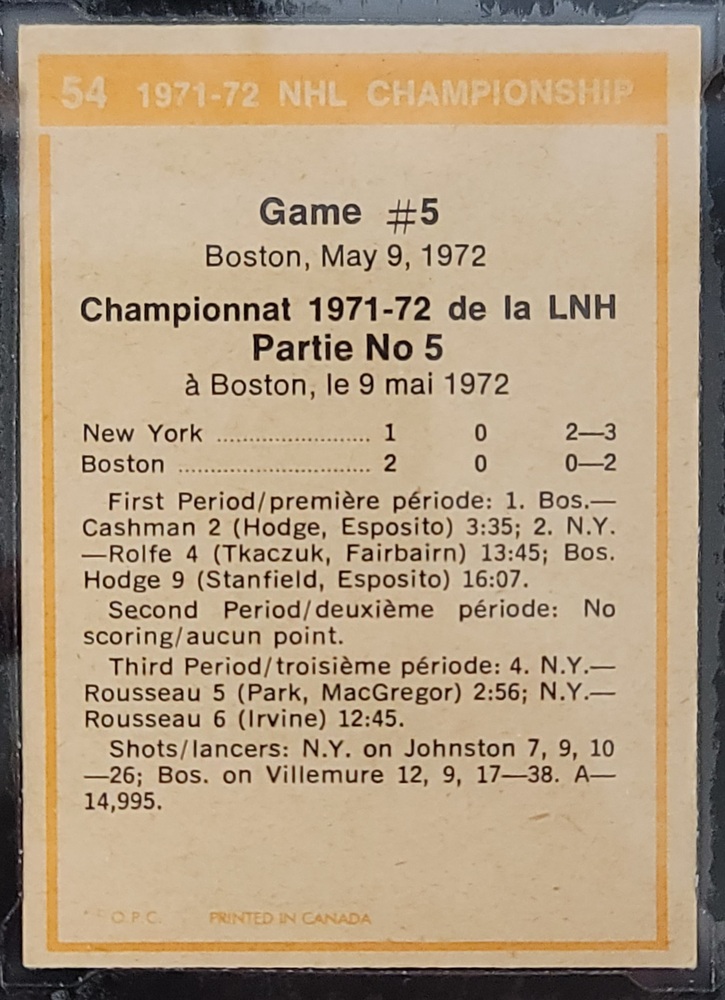 54 1971-72 NHL CHAMPIONSHIP
Game #5
Boston, May 9, 1972
Championnat 1971-72 de la LNH
Partie No 5
à Boston, le 9 mai 1972
New York ........................ 1 0 2—3
Boston .............................. 2 0 0—2
First Period/première période: 1. Bos.—
Cashman 2 (Hodge, Esposito) 3:35; 2. N.Y.
—Rolfe 4 (Tkaczuk, Fairbairn) 13:45; Bos.
Hodge 9 (Stanfield, Esposito) 16:07.
Second Period/deuxième période: No
scoring/aucun point.
Third Period/troisième période: 4. N.Y.—
Rousseau 5 (Park, MacGregor) 2:56; N.Y.—
Rousseau 6 (Irvine) 12:45.
Shots/lancers: N.Y. on Johnston 7, 9, 10
—26; Bos. on Villemure 12, 9, 17—38. A—
14,995.
O.P.C. PRINTED IN CANADA